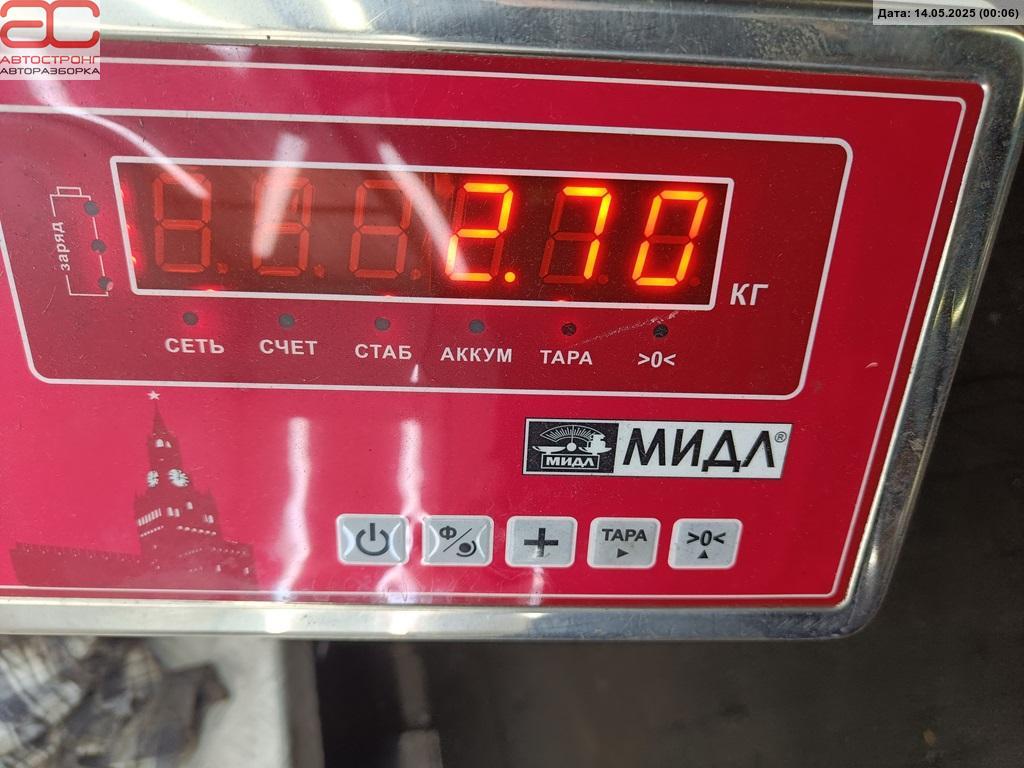 Дата: 14.05.2025 (00:06)
АС
АВТОСТРОНГ
АВТОРАЗБОРКА
заряд
2.70
КГ
СЕТЬ СЧЕТ СТАБ АККУМ ТАРА >0<
МИДЛ МИДЛ®
Ф/ + ТАРА >0<